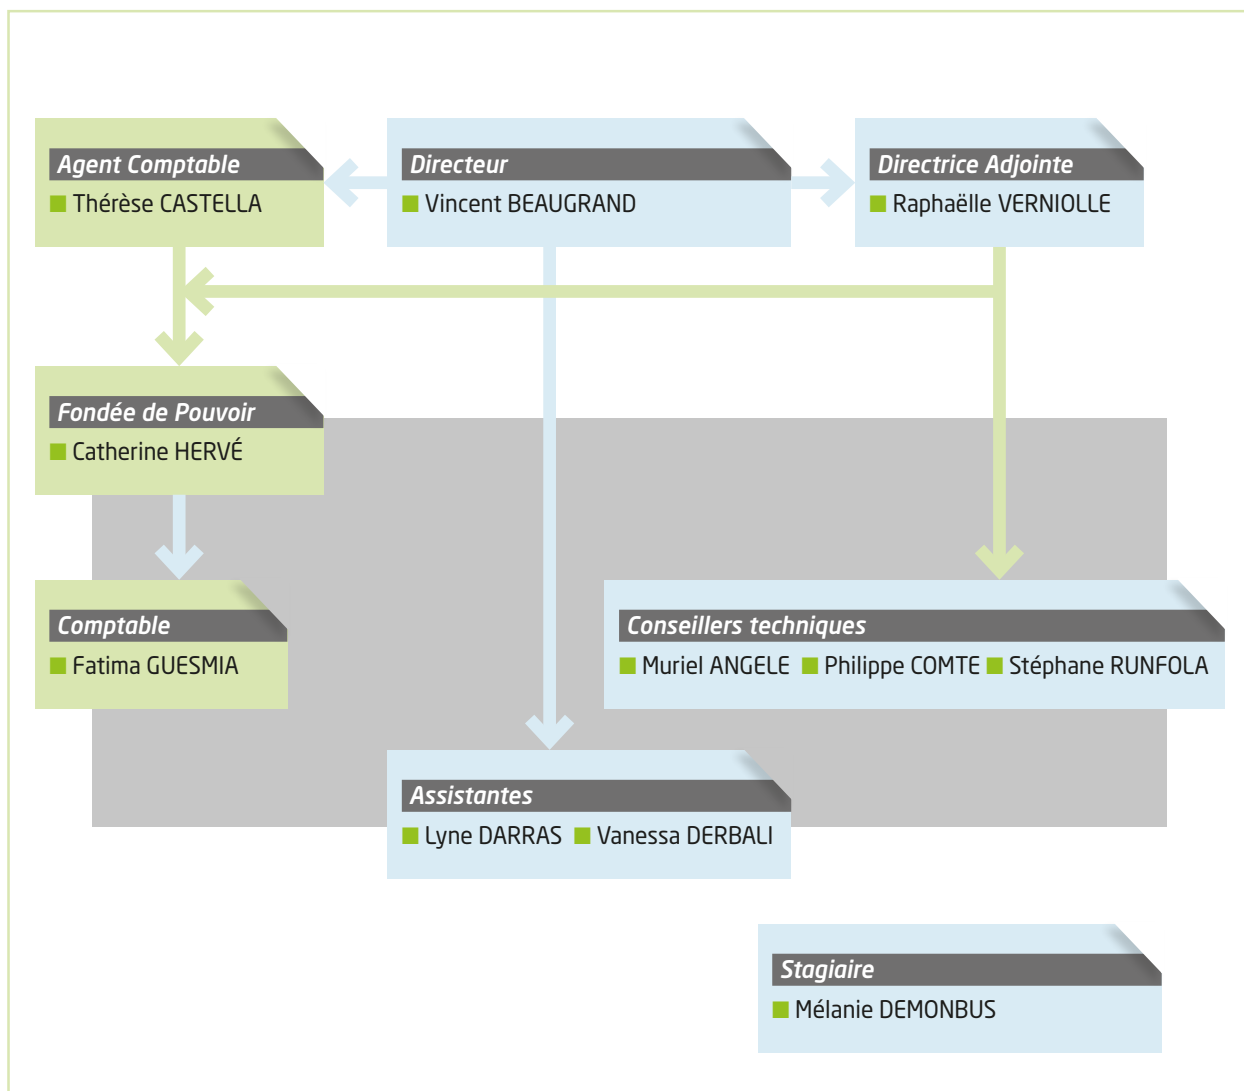 Agent Comptable
Thérèse CASTELLA
Directeur
Vincent BEAUGRAND
Directrice Adjointe
Raphaëlle VERNIOLLE
Fondée de Pouvoir
Catherine HERVÉ
Comptable
Fatima GUESMIA
Conseillers techniques
Muriel ANGELE Philippe COMTE Stéphane RUNFOLA
Assistantes
Lyne DARRAS Vanessa DERBALI
Stagiaire
Mélanie DEMONBUS